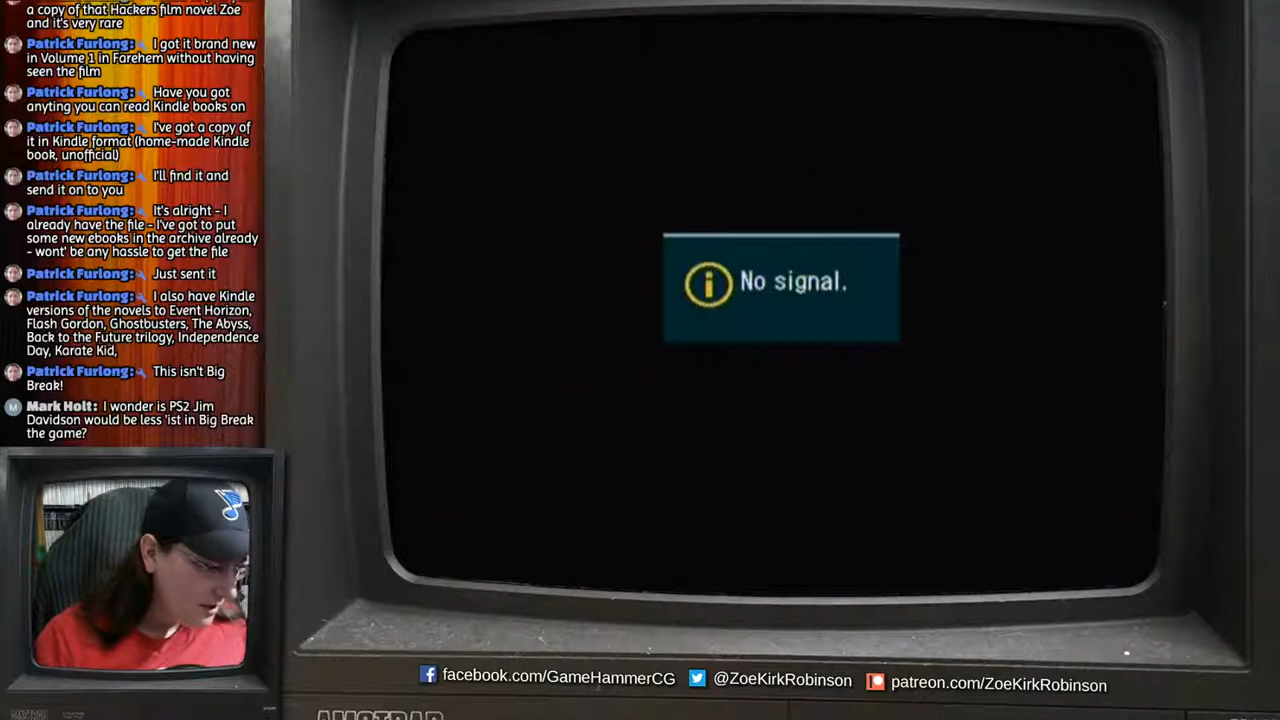 a copy of that Hackers film novel Zoe
and it's very rare
Patrick Furlong: I got it brand new
in Volume 1 in Farehem without having
seen the film
Patrick Furlong: Have you got
anyting you can read Kindle books on
Patrick Furlong: I've got a copy of
it in Kindle format (home-made Kindle
book, unofficial)
Patrick Furlong: I'll find it and
send it on to you
Patrick Furlong: It's alright - I
already have the file - I've got to put
some new ebooks in the archive already
- wont' be any hassle to get the file
Patrick Furlong: Just sent it
Patrick Furlong: I also have Kindle
versions of the novels to Event Horizon,
Flash Gordon, Ghostbusters, The Abyss,
Back to the Future trilogy, Independence
Day, Karate Kid,
Patrick Furlong: This isn't Big
Break!
M Mark Holt: I wonder is PS2 Jim
Davidson would be less 'ist in Big Break
the game?
No signal.
facebook.com/GameHammerCG @ZoeKirkRobinson patreon.com/ZoeKirkRobinson
AMSTRAD